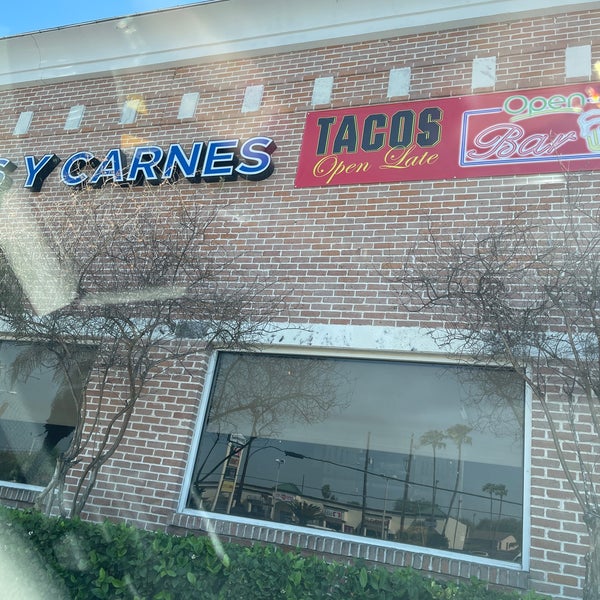 S Y CARNES
TACOS
Open Late
Open
Bar